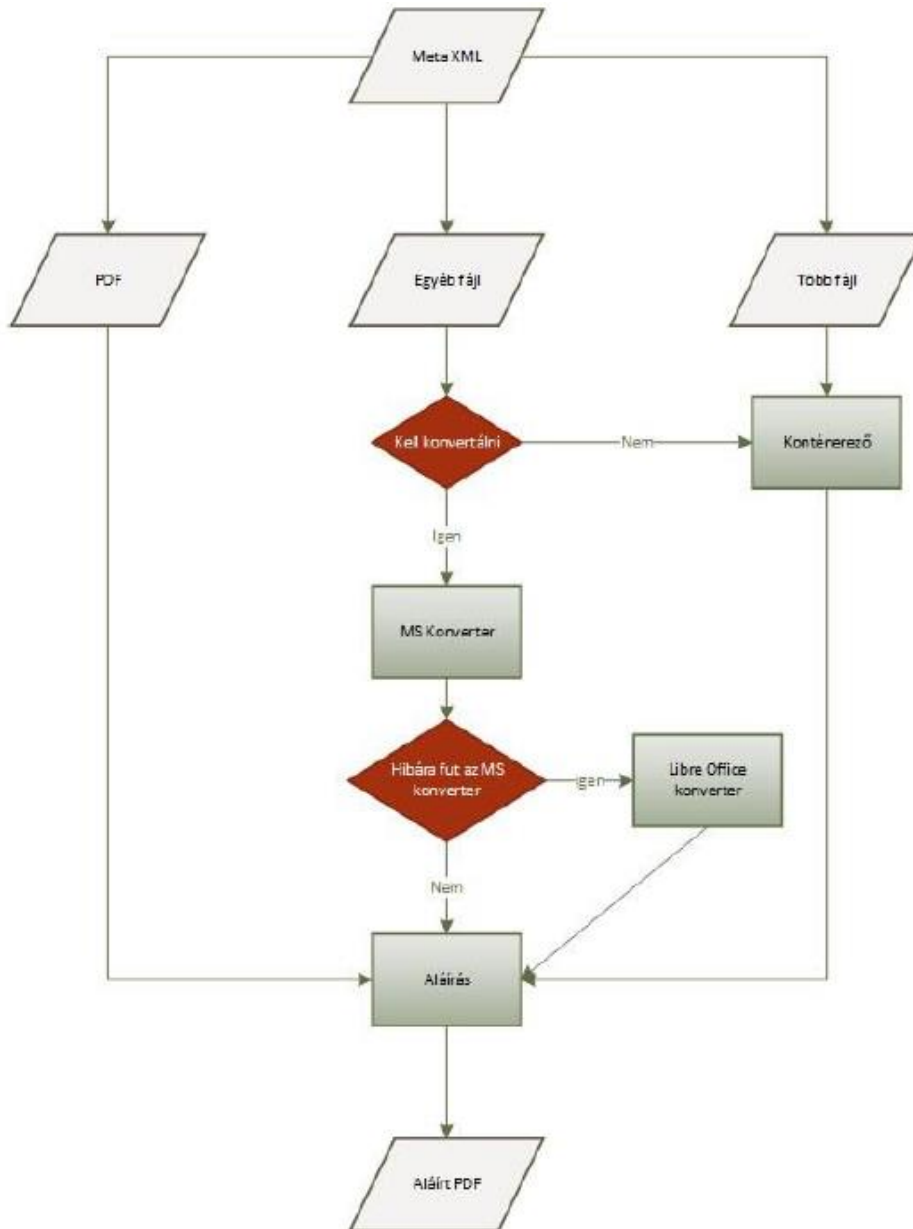 Meta XML
PDF
Egyéb fájl
Több fájl
Kell konvertálni
Nem
Konténerező
Igen
MS Konverter
Hibára fut az MS
konverter
Igen
Libre Office
konverter
Nem
Aláírás
Aláírt PDF